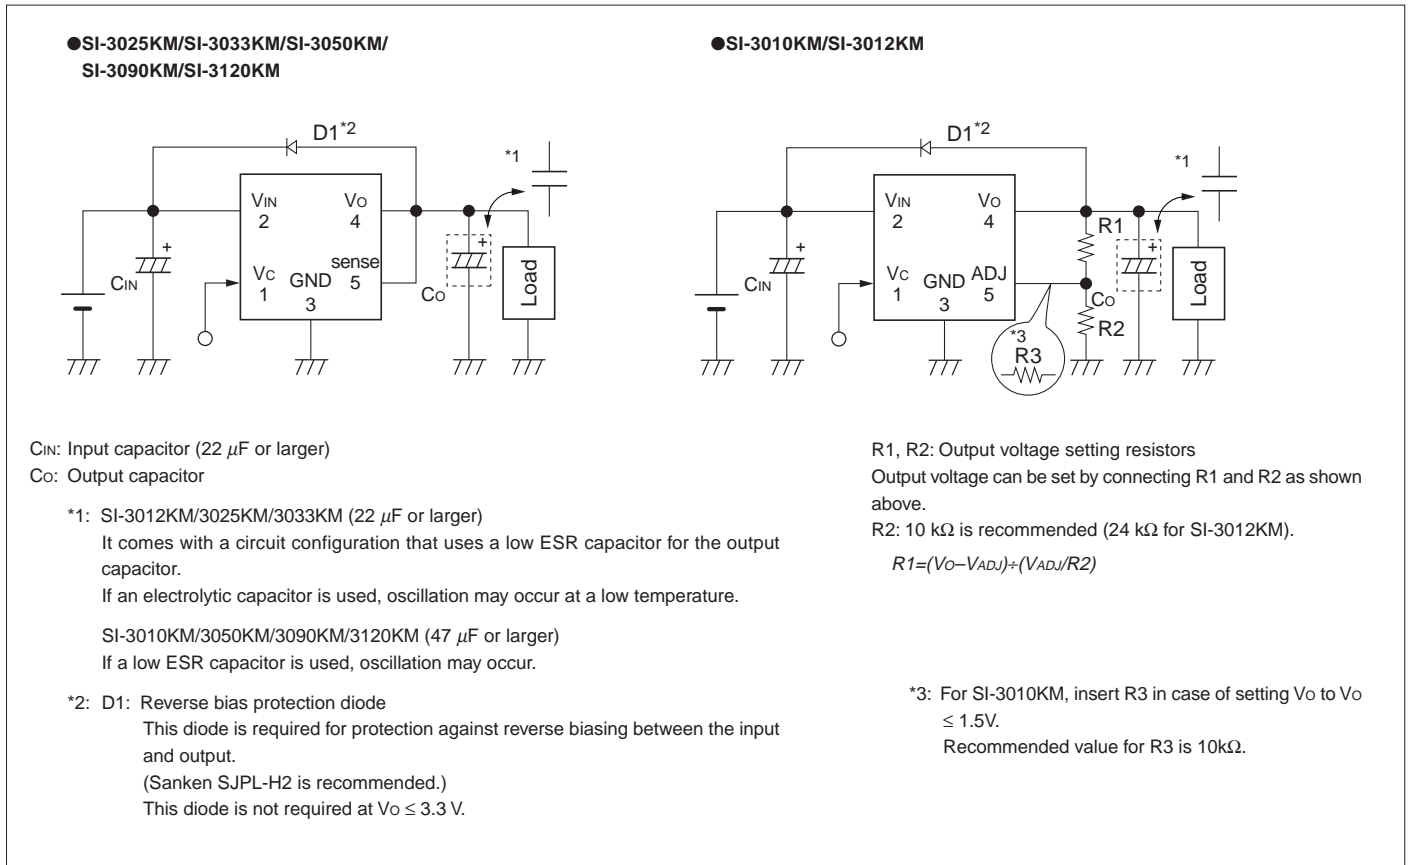 ●SI-3025KM/SI-3033KM/SI-3050KM/
SI-3090KM/SI-3120KM
D1*2
*1
VIN
2
VO
4
sense
5
VC
1
GND
3
+
CIN
+
CO
Load
●SI-3010KM/SI-3012KM
D1*2
*1
VIN
2
VO
4
R1
VC
1
GND
3
ADJ
5
+
CIN
+
CO
R2
Load
*3
R3
CIN: Input capacitor (22 μF or larger)
CO: Output capacitor
*1: SI-3012KM/3025KM/3033KM (22 μF or larger)
It comes with a circuit configuration that uses a low ESR capacitor for the output
capacitor.
If an electrolytic capacitor is used, oscillation may occur at a low temperature.
SI-3010KM/3050KM/3090KM/3120KM (47 μF or larger)
If a low ESR capacitor is used, oscillation may occur.
*2: D1: Reverse bias protection diode
This diode is required for protection against reverse biasing between the input
and output.
(Sanken SJPL-H2 is recommended.)
This diode is not required at VO ≤ 3.3 V.
R1, R2: Output voltage setting resistors
Output voltage can be set by connecting R1 and R2 as shown
above.
R2: 10 kΩ is recommended (24 kΩ for SI-3012KM).
R1=(VO–VADJ)÷(VADJ/R2)
*3: For SI-3010KM, insert R3 in case of setting VO to VO
≤ 1.5V.
Recommended value for R3 is 10kΩ.